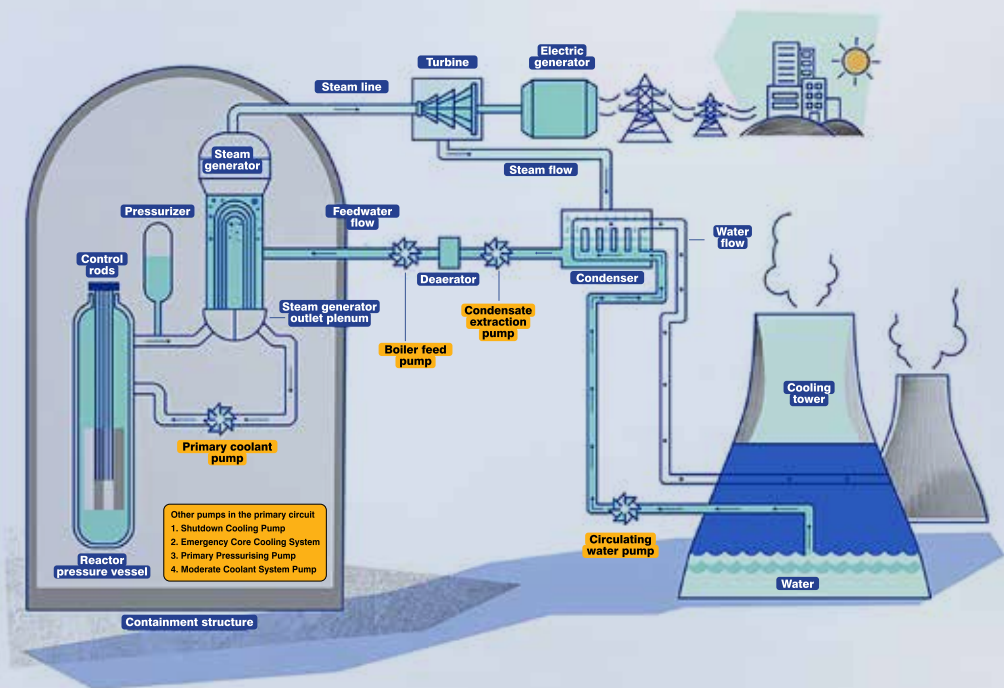 Electric
generator
Turbine
Steam line
Steam
generator
Steam flow
Pressurizer
Feedwater
flow
Water
flow
Control
rods
Deaerator
Condenser
Steam generator
outlet plenum
Condensate
extraction
pump
Boiler feed
pump
Cooling
tower
Primary coolant
pump
Other pumps in the primary circuit
1. Shutdown Cooling Pump
2. Emergency Core Cooling System
3. Primary Pressurising Pump
4. Moderate Coolant System Pump
Circulating
water pump
Reactor
pressure vessel
Water
Containment structure